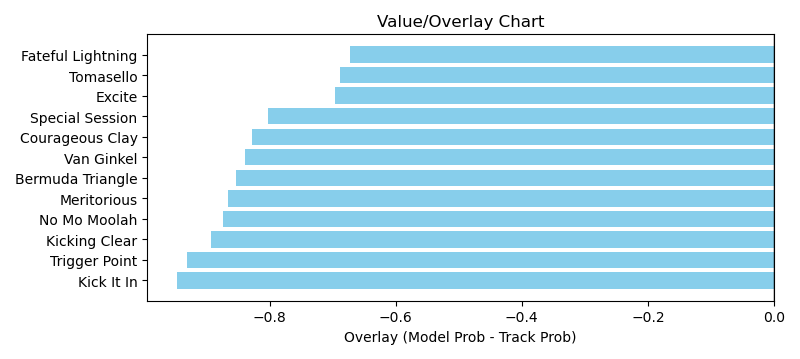 Value/Overlay Chart
Fateful Lightning
Tomasello
Excite
Special Session
Courageous Clay
Van Ginkel
Bermuda Triangle
Meritorious
No Mo Moolah
Kicking Clear
Trigger Point
Kick It In
−0.8 −0.6 −0.4 −0.2 0.0
Overlay (Model Prob - Track Prob)